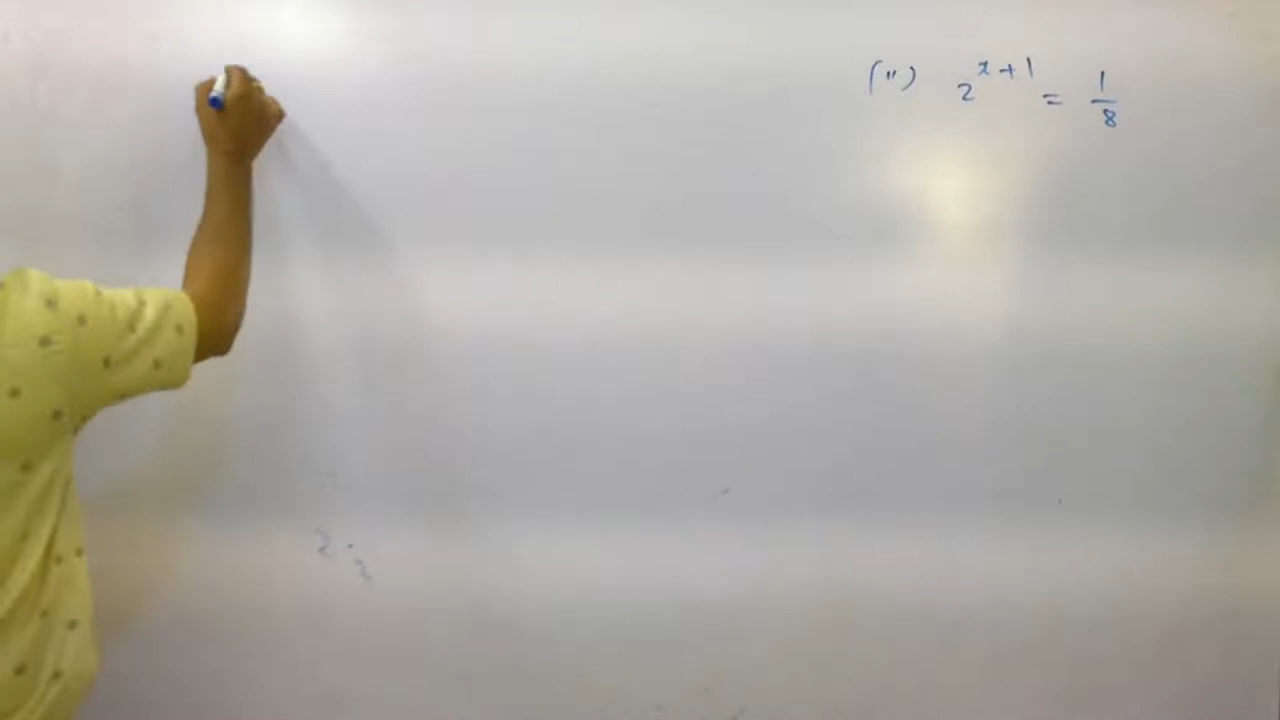 (ii) 2^{x+1} = 1/8